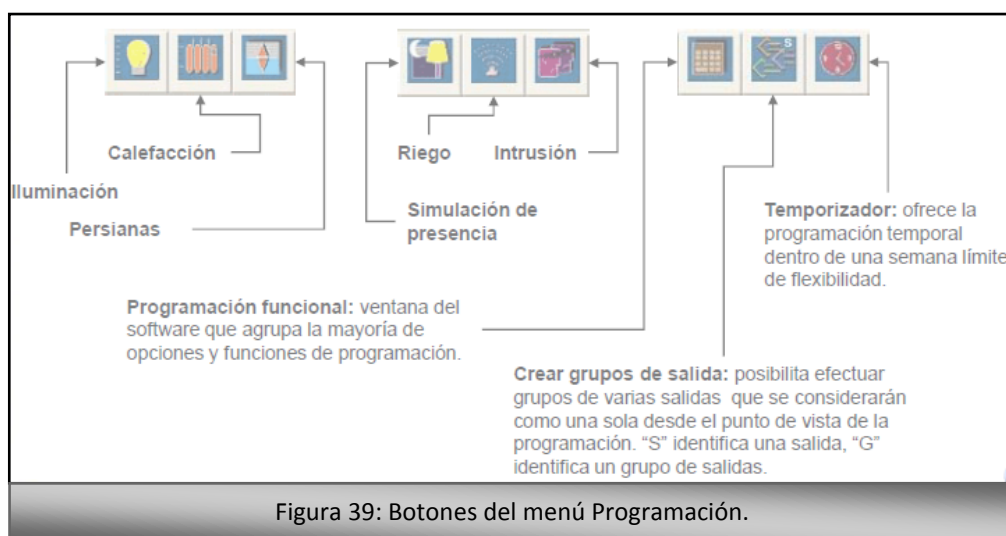 Calefacción
Iluminación
Persianas
Riego
Intrusión
Simulación de
presencia
Temporizador: ofrece la
programación temporal
dentro de una semana límite
de flexibilidad.
Programación funcional: ventana del
software que agrupa la mayoría de
opciones y funciones de programación.
S
Crear grupos de salida: posibilita efectuar
grupos de varias salidas que se considerarán
como una sola desde el punto de vista de la
programación. “S” identifica una salida, “G”
identifica un grupo de salidas.
Figura 39: Botones del menú Programación.